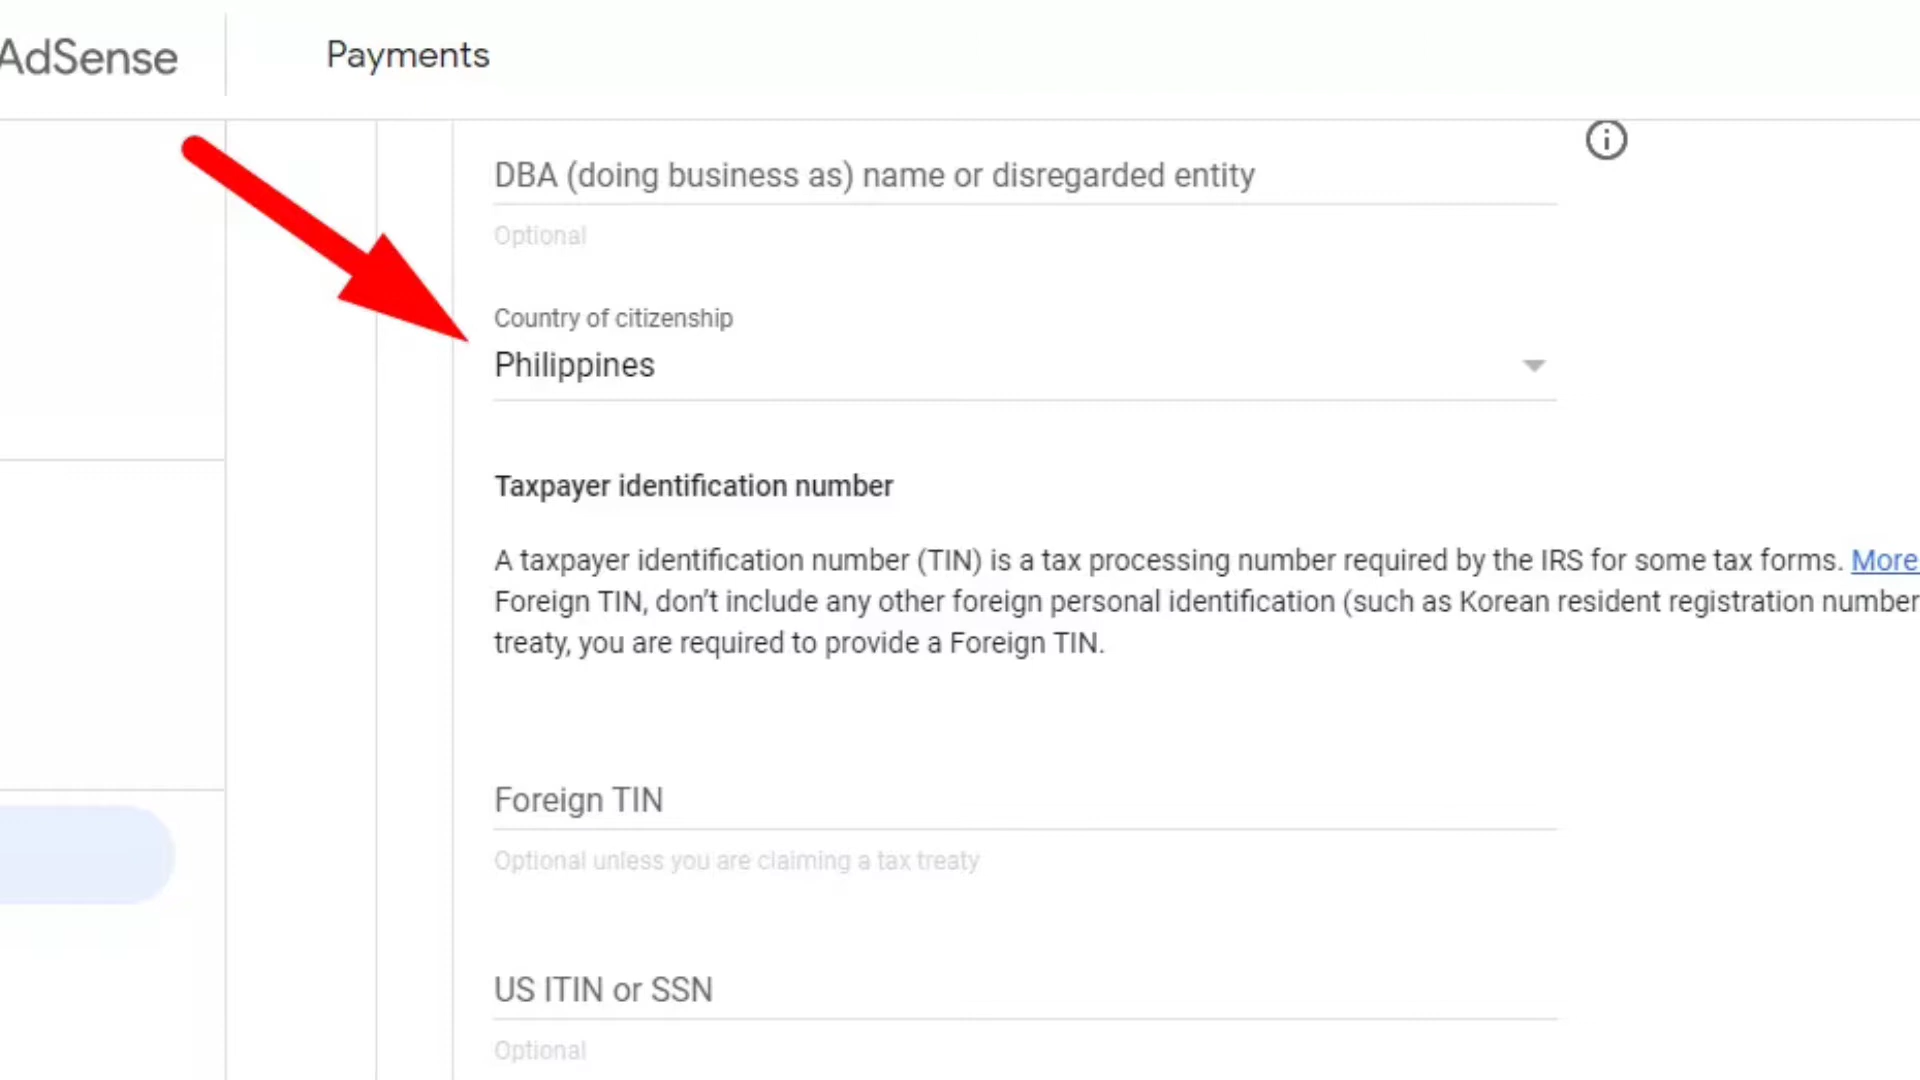 AdSense
Payments
DBA (doing business as) name or disregarded entity
Optional
Country of citizenship
Philippines
Taxpayer identification number
A taxpayer identification number (TIN) is a tax processing number required by the IRS for some tax forms. More
Foreign TIN, don't include any other foreign personal identification (such as Korean resident registration number
treaty, you are required to provide a Foreign TIN.
Foreign TIN
Optional unless you are claiming a tax treaty
US ITIN or SSN
Optional